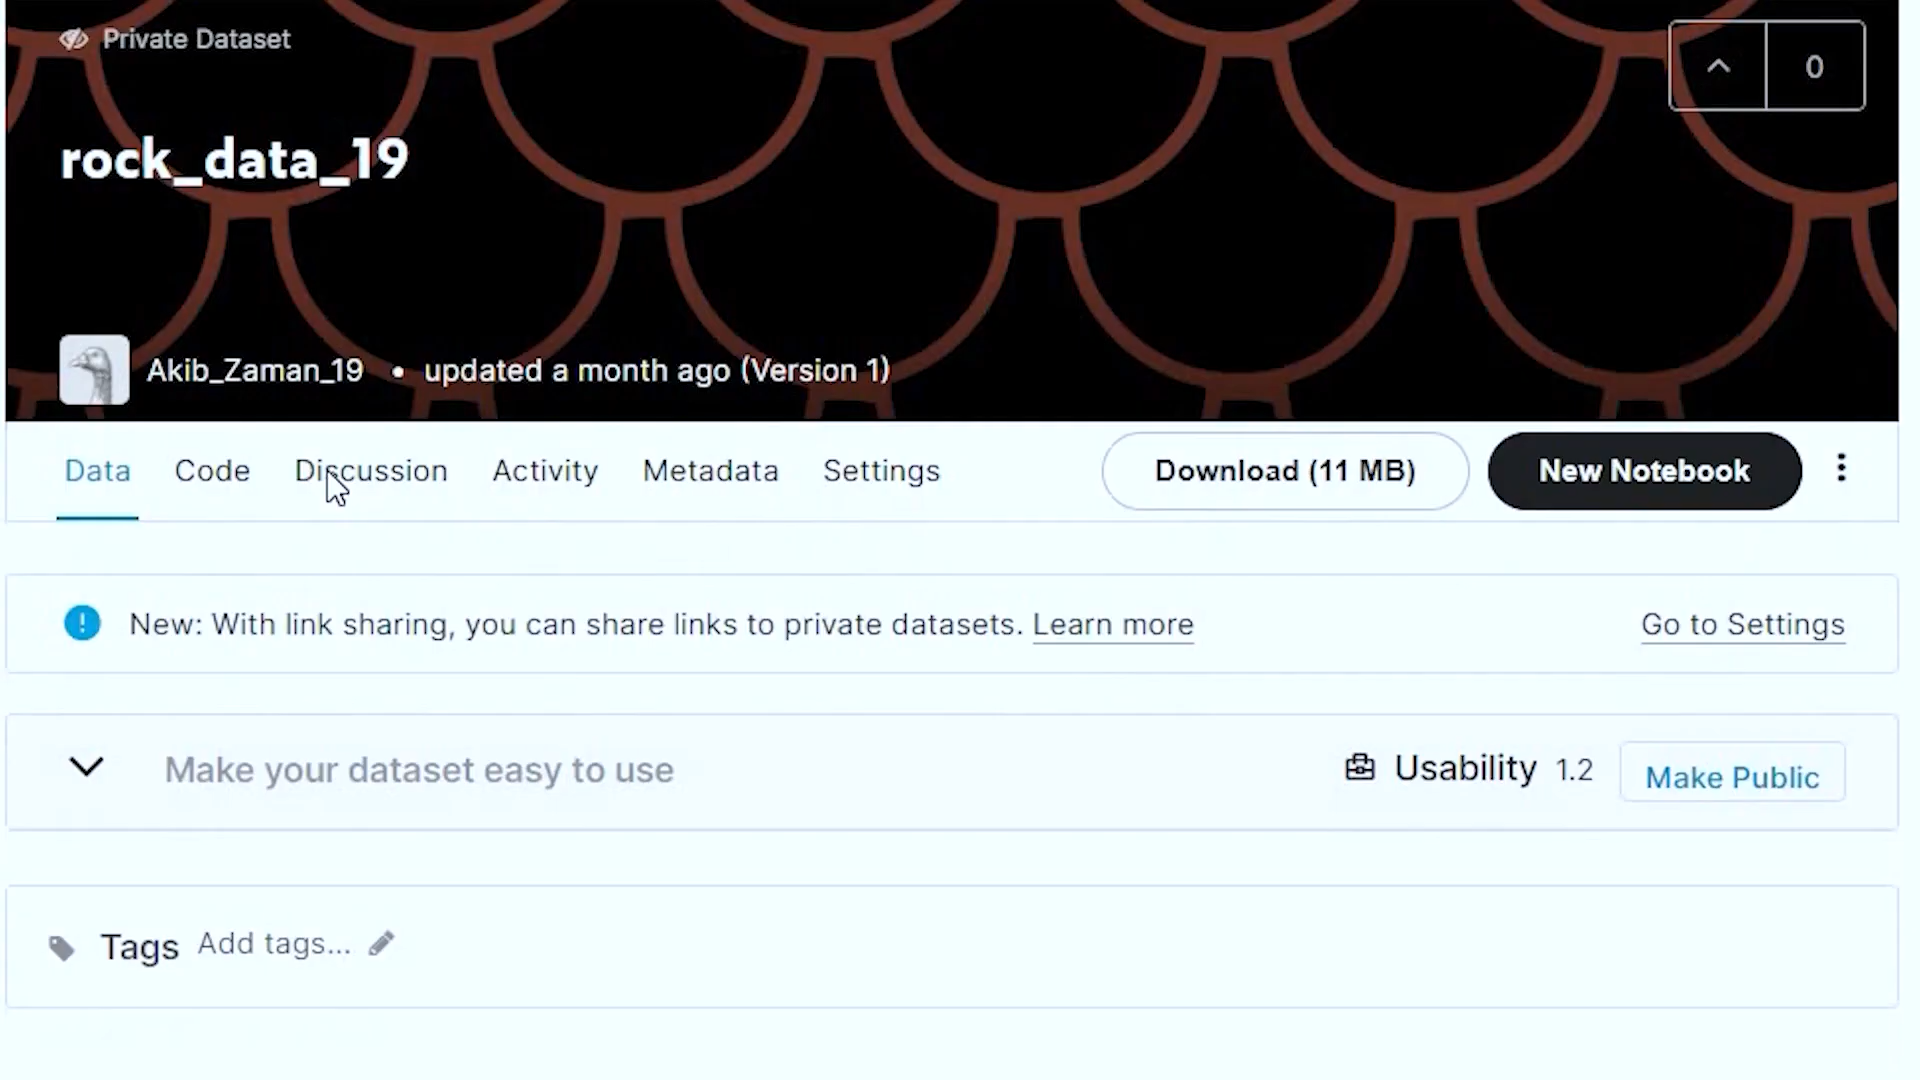 Private Dataset
0
rock_data_19
Akib_Zaman_19 • updated a month ago (Version 1)
Data Code Discussion Activity Metadata Settings Download (11 MB) New Notebook
New: With link sharing, you can share links to private datasets. Learn more Go to Settings
Make your dataset easy to use Usability 1.2 Make Public
Tags Add tags...